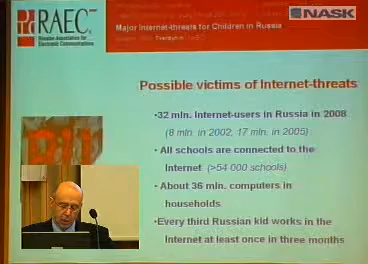 RAEC
Russian Association for
Electronic Communications
Major Internet-threats for Children in Russia
NASK
Possible victims of Internet-threats
•32 mln. Internet-users in Russia in 2008
(8 mln. in 2002, 17 mln. in 2005)
• All schools are connected to the
Internet (>54 000 schools)
• About 36 mln. computers in
households
•Every third Russian kid works in the
Internet at least once in three months